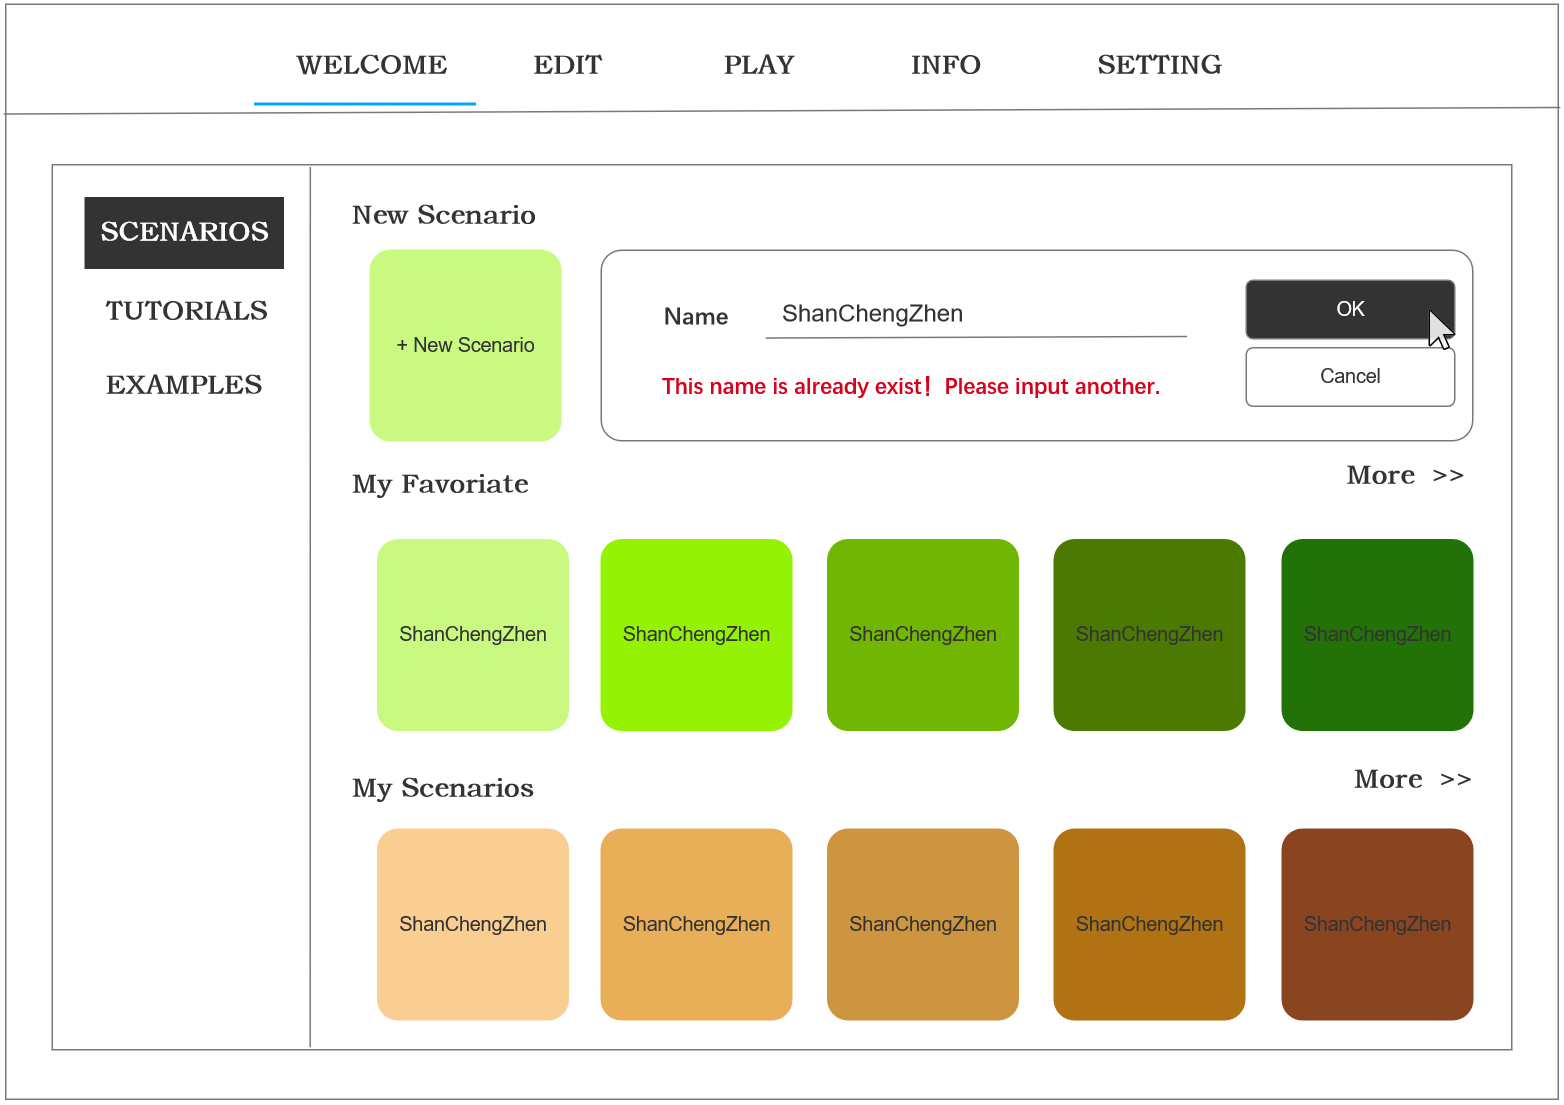 WELCOME EDIT PLAY INFO SETTING
SCENARIOS
TUTORIALS
EXAMPLES
New Scenario
+ New Scenario
Name ShanChengZhen
This name is already exist! Please input another.
OK
Cancel
My Favoriate
More >>
ShanChengZhen ShanChengZhen ShanChengZhen ShanChengZhen ShanChengZhen
My Scenarios
More >>
ShanChengZhen ShanChengZhen ShanChengZhen ShanChengZhen ShanChengZhen